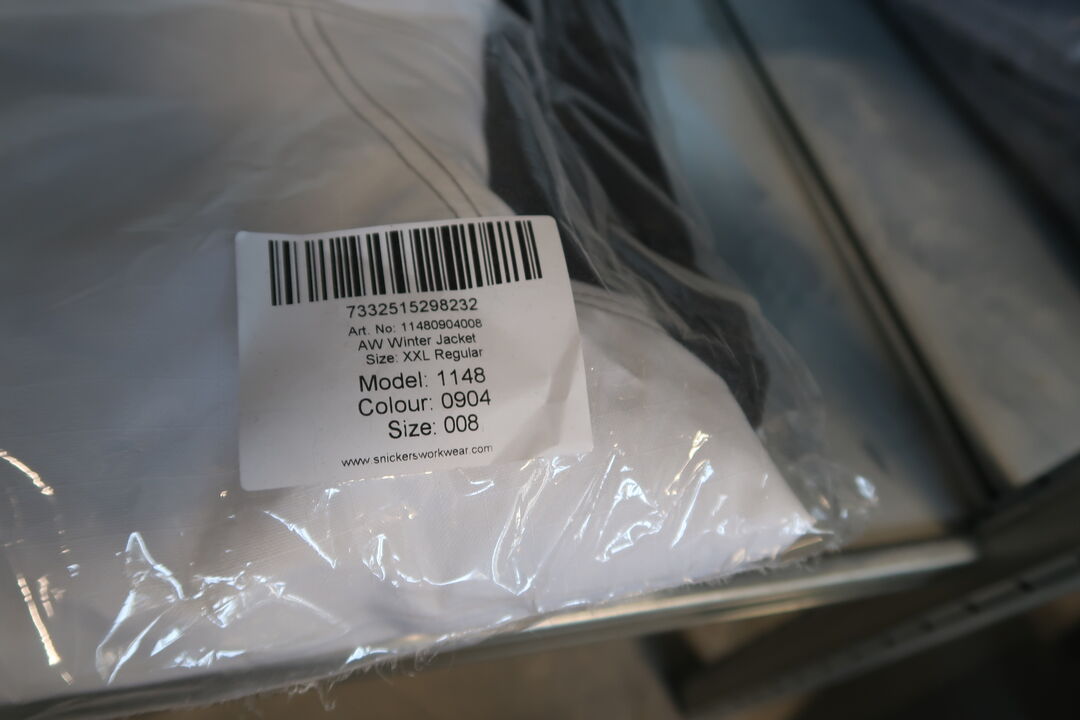 7332515298232
Art. No: 11480904008
AW Winter Jacket
Size: XXL Regular
Model: 1148
Colour: 0904
Size: 008
www.snickersworkwear.com